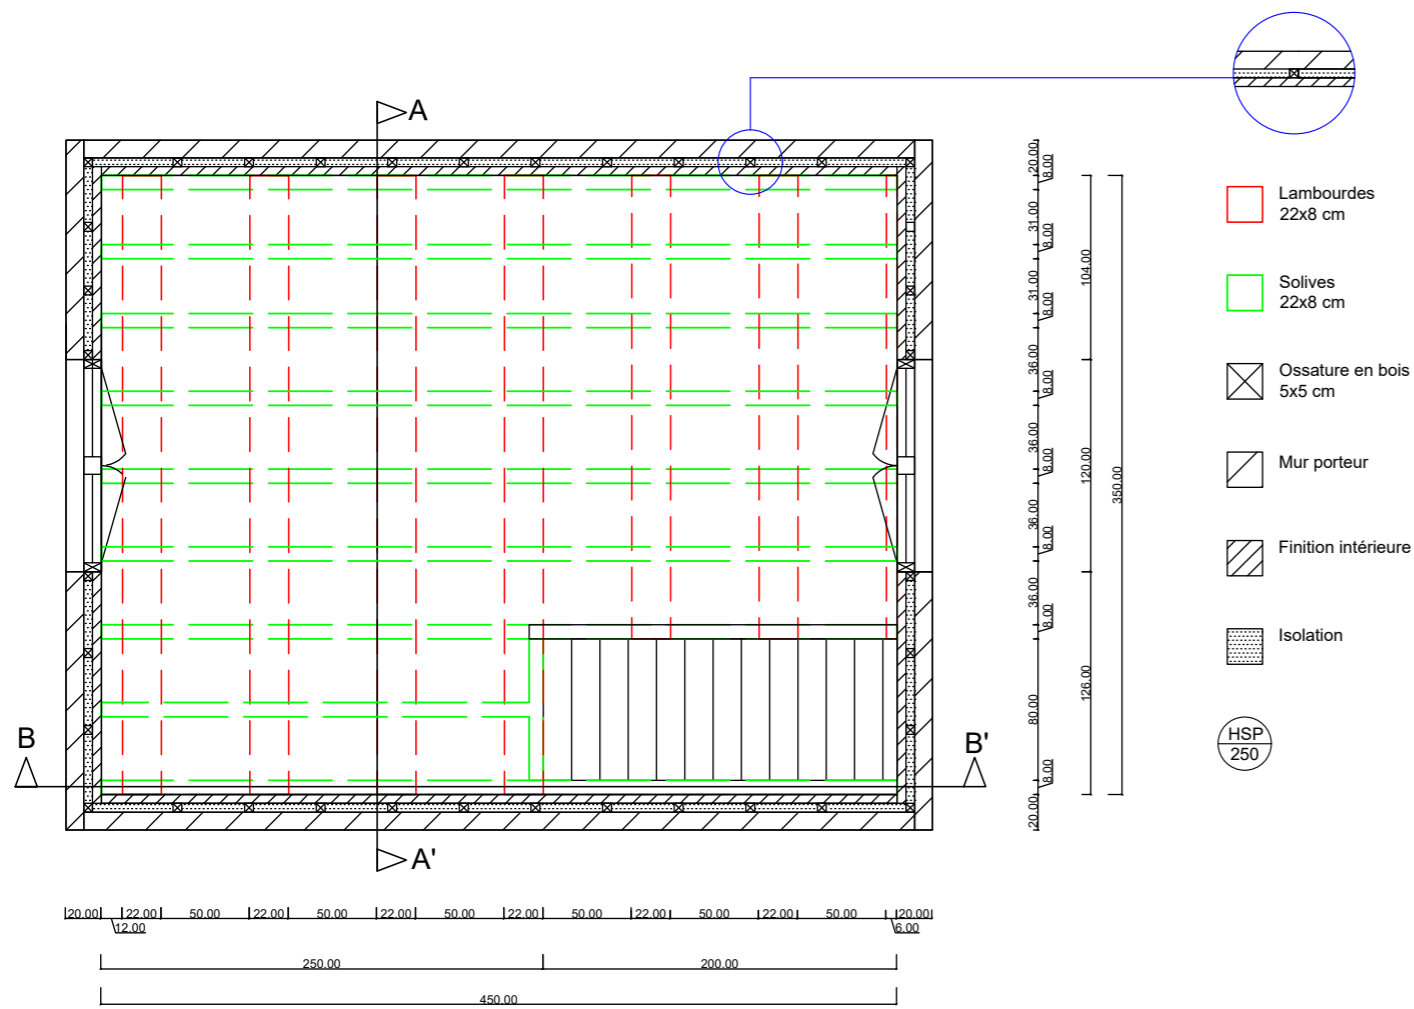 A
Lambourdes
22x8 cm
Solives
22x8 cm
Ossature en bois
5x5 cm
Mur porteur
Finition intérieure
Isolation
HSP
250
20.00
8.00
31.00
8.00
31.00
8.00
36.00
8.00
36.00
8.00
36.00
8.00
36.00
8.00
80.00
8.00
20.00
104.00
120.00
126.00
350.00
B
B'
A'
20.00 22.00 50.00 22.00 50.00 22.00 50.00 22.00 50.00 22.00 50.00 22.00 50.00 20.00
12.00 6.00
250.00 200.00
450.00